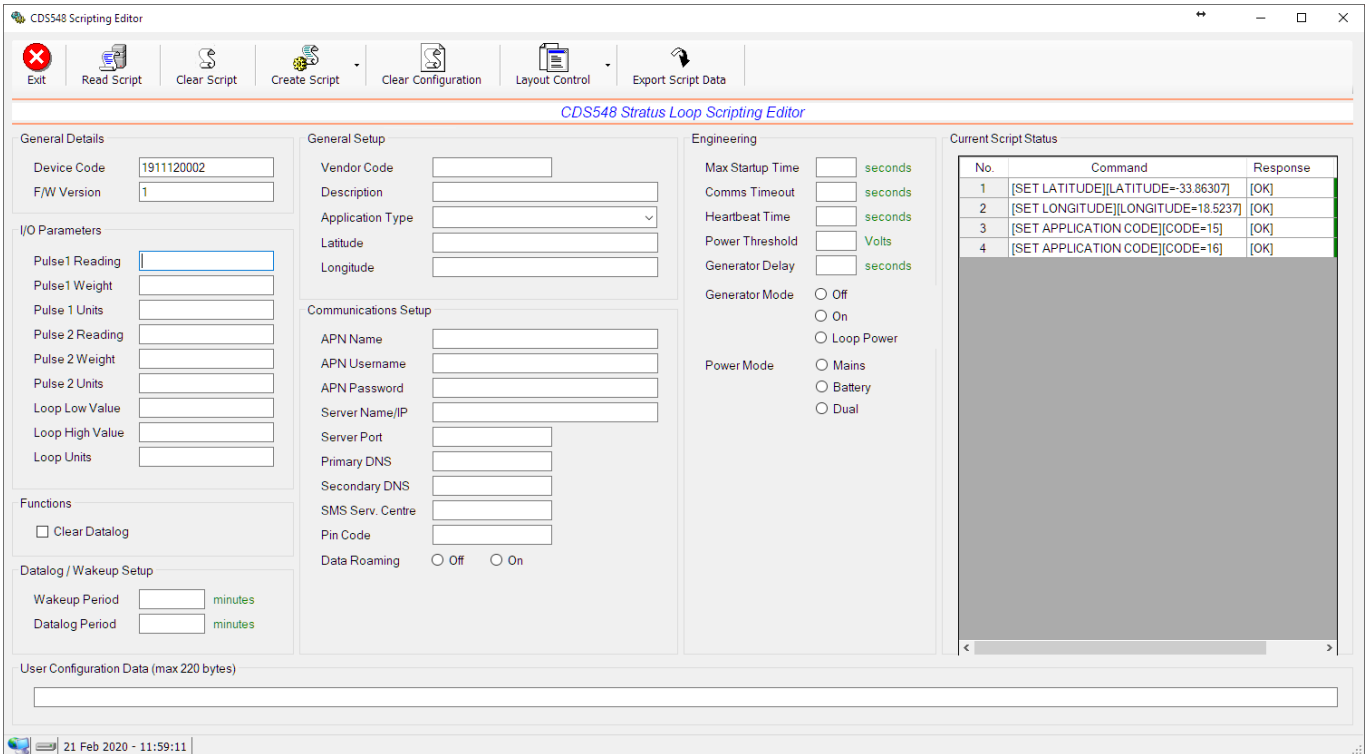 CDS548 Scripting Editor
Exit
Read Script
Clear Script
Create Script
Clear Configuration
Layout Control
Export Script Data
CDS548 Stratus Loop Scripting Editor
General Details
Device Code 1911120002
F/W Version 1
I/O Parameters
Pulse1 Reading
Pulse1 Weight
Pulse 1 Units
Pulse 2 Reading
Pulse 2 Weight
Pulse 2 Units
Loop Low Value
Loop High Value
Loop Units
Functions
Clear Datalog
Datalog / Wakeup Setup
Wakeup Period minutes
Datalog Period minutes
General Setup
Vendor Code
Description
Application Type
Latitude
Longitude
Communications Setup
APN Name
APN Username
APN Password
Server Name/IP
Server Port
Primary DNS
Secondary DNS
SMS Serv. Centre
Pin Code
Data Roaming Off On
Engineering
Max Startup Time seconds
Comms Timeout seconds
Heartbeat Time seconds
Power Threshold Volts
Generator Delay seconds
Generator Mode Off
On
Loop Power
Power Mode Mains
Battery
Dual
Current Script Status
No. Command Response
1 [SET LATITUDE][LATITUDE=-33.86307] [OK]
2 [SET LONGITUDE][LONGITUDE=18.5237] [OK]
3 [SET APPLICATION CODE][CODE=15] [OK]
4 [SET APPLICATION CODE][CODE=16] [OK]
User Configuration Data (max 220 bytes)
21 Feb 2020 - 11:59:11